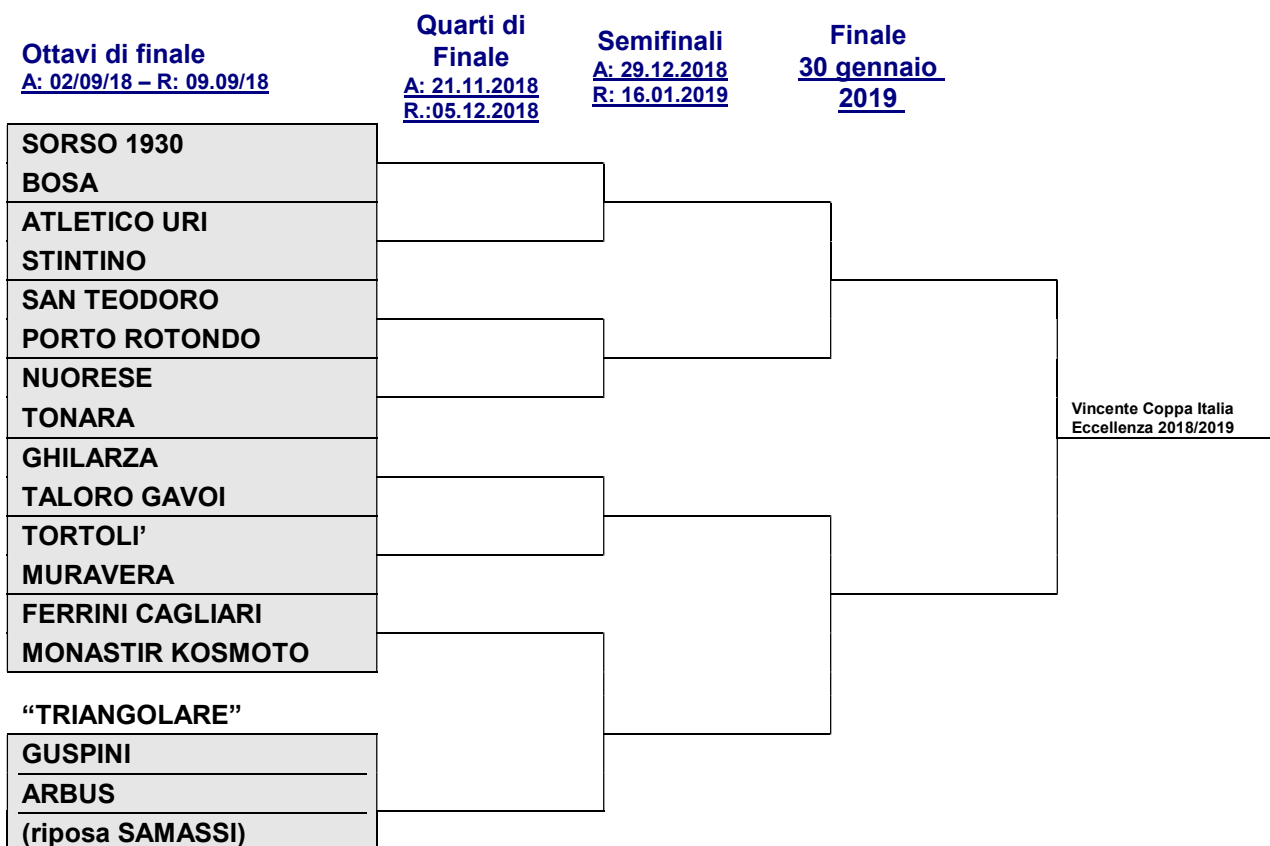 Ottavi di finale
A: 02/09/18 – R: 09.09/18
Quarti di
Finale
A: 21.11.2018
R.:05.12.2018
Semifinali
A: 29.12.2018
R: 16.01.2019
Finale
30 gennaio
2019
SORSO 1930
BOSA
ATLETICO URI
STINTINO
SAN TEODORO
PORTO ROTONDO
NUORESE
TONARA
GHILARZA
TALORO GAVOI
TORTOLI’
MURAVERA
FERRINI CAGLIARI
MONASTIR KOSMOTO
“TRIANGOLARE”
GUSPINI
ARBUS
(riposa SAMASSI)
Vincente Coppa Italia
Eccellenza 2018/2019